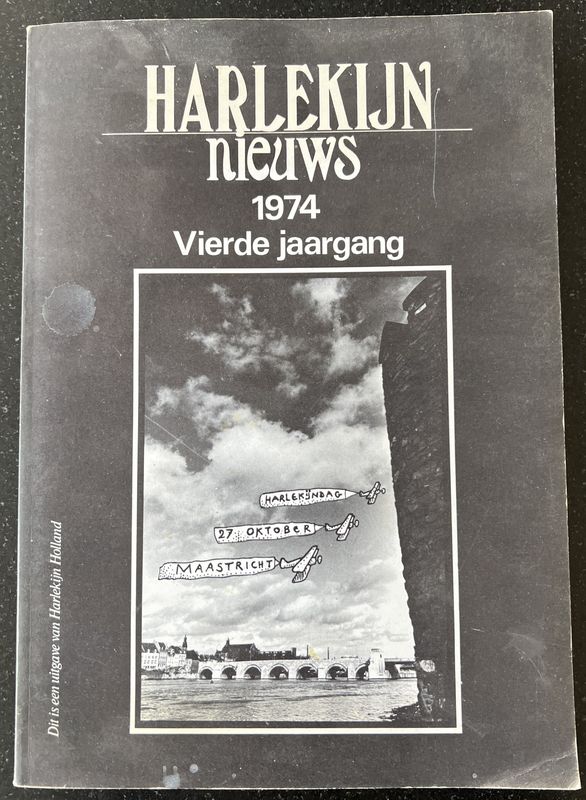 HARLEKIJN
nieuws
1974
Vierde jaargang
HARLEKIJNDAG
27 OKTOBER
MAASTRICHT
Dit is een uitgave van Harlekijn Holland